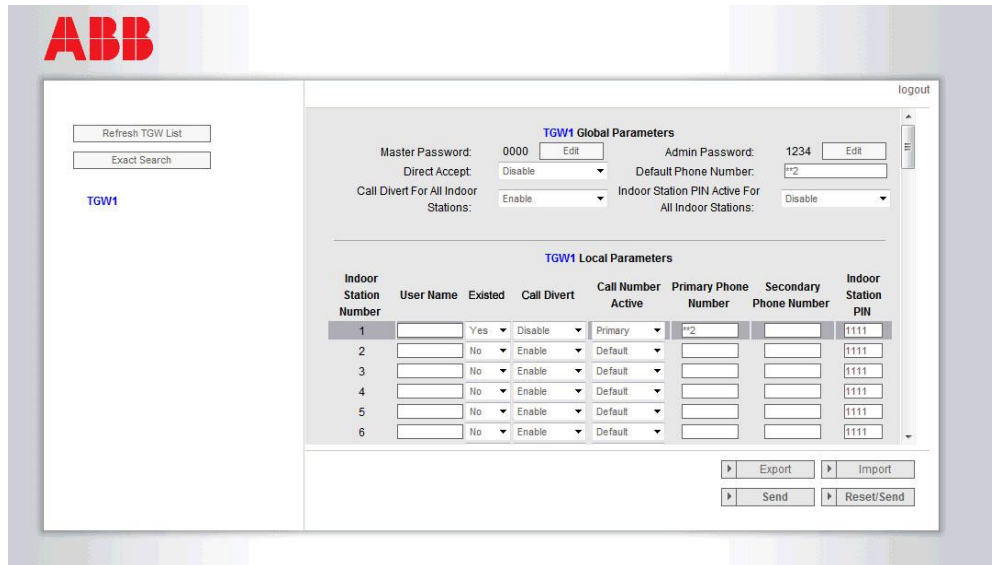 ABB
logout
Refresh TGW List
Exact Search
TGW1
TGW1 Global Parameters
Master Password: 0000 Edit Admin Password: 1234 Edit
Direct Accept: Disable Default Phone Number: **2
Call Divert For All Indoor Stations: Enable Indoor Station PIN Active For All Indoor Stations: Disable
TGW1 Local Parameters
Indoor Station Number User Name Existed Call Divert Call Number Active Primary Phone Number Secondary Phone Number Indoor Station PIN
1 Yes Disable Primary **2 1111
2 No Enable Default 1111
3 No Enable Default 1111
4 No Enable Default 1111
5 No Enable Default 1111
6 No Enable Default 1111
Export Import
Send Reset/Send